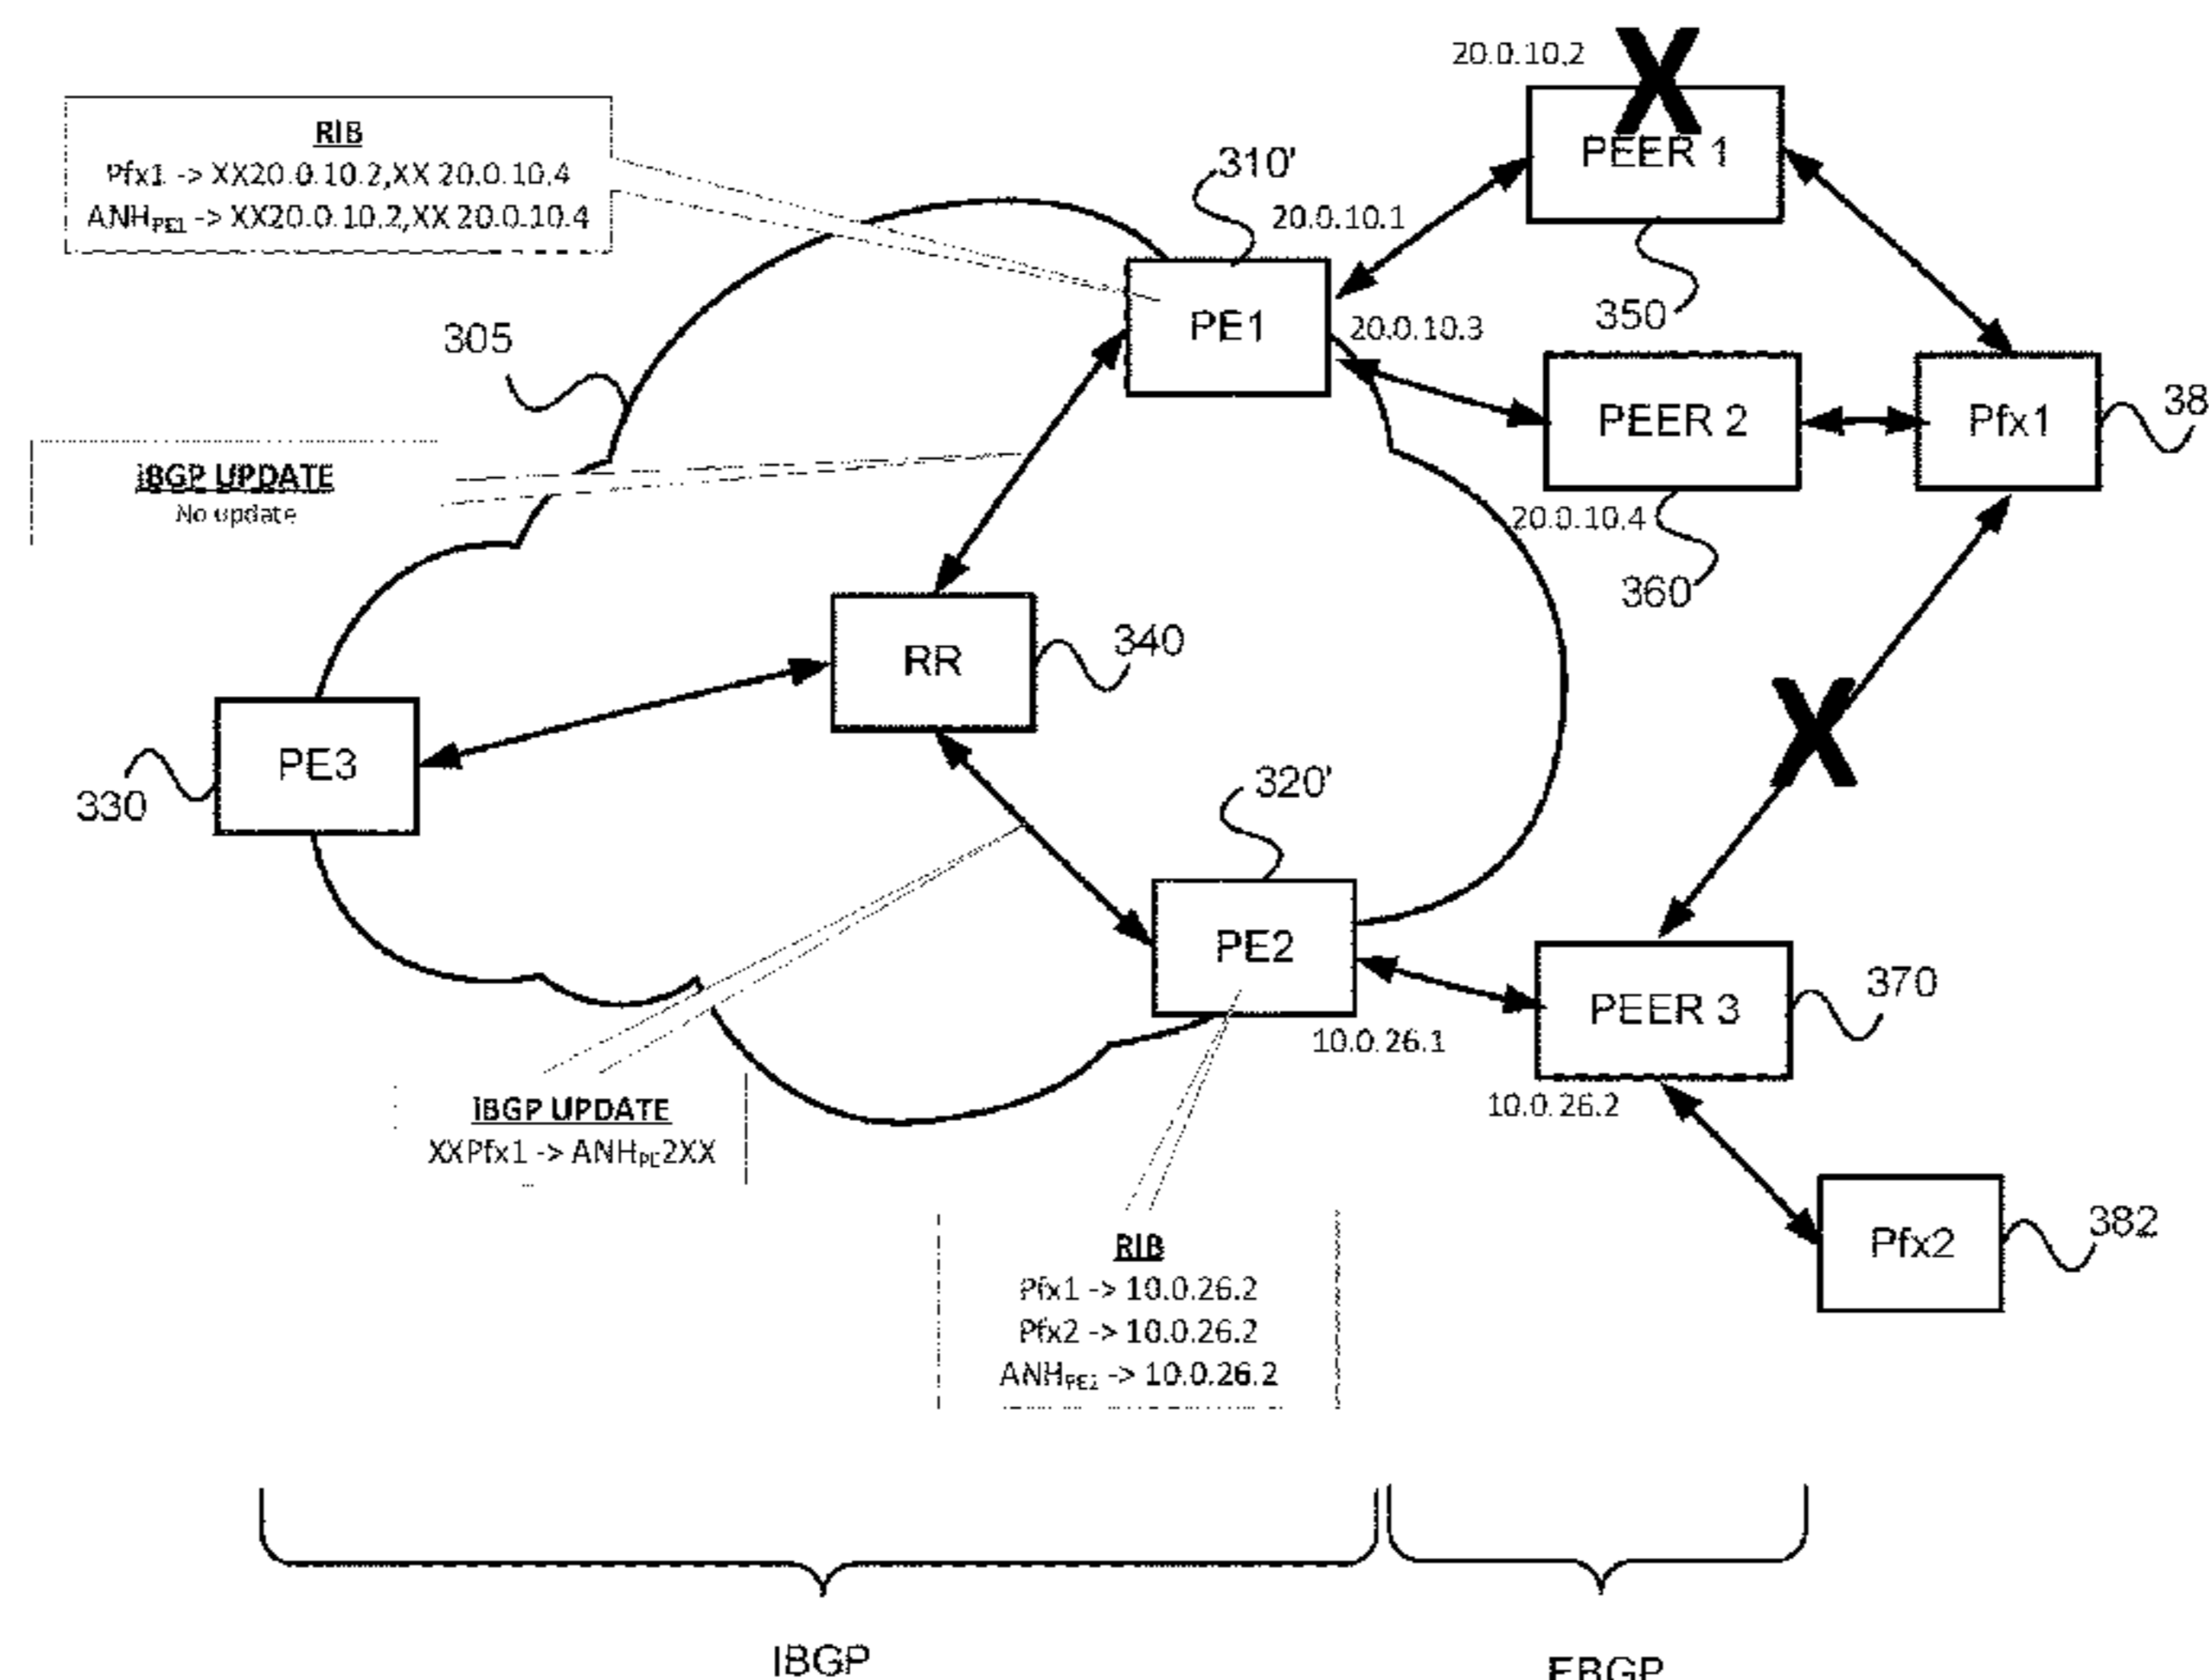 20.0.10.2
X
RIB
Pfx1 -> XX20.0.10.2,XX 20.0.10.4
ANHPE1 -> XX20.0.10.2,XX 20.0.10.4
PEER 1
310'
20.0.10.1
350
305
PE1
20.0.10.3
PEER 2
Pfx1
38
iBGP UPDATE
No update
20.0.10.4
360
RR
340
PE3
330
X
320'
PE2
PEER 3
370
10.0.26.1
10.0.26.2
iBGP UPDATE
XXPfx1 -> ANHPE2XX
RIB
Pfx1 -> 10.0.26.2
Pfx2 -> 10.0.26.2
ANHPE2 -> 10.0.26.2
Pfx2
382
IBGP
EBGP